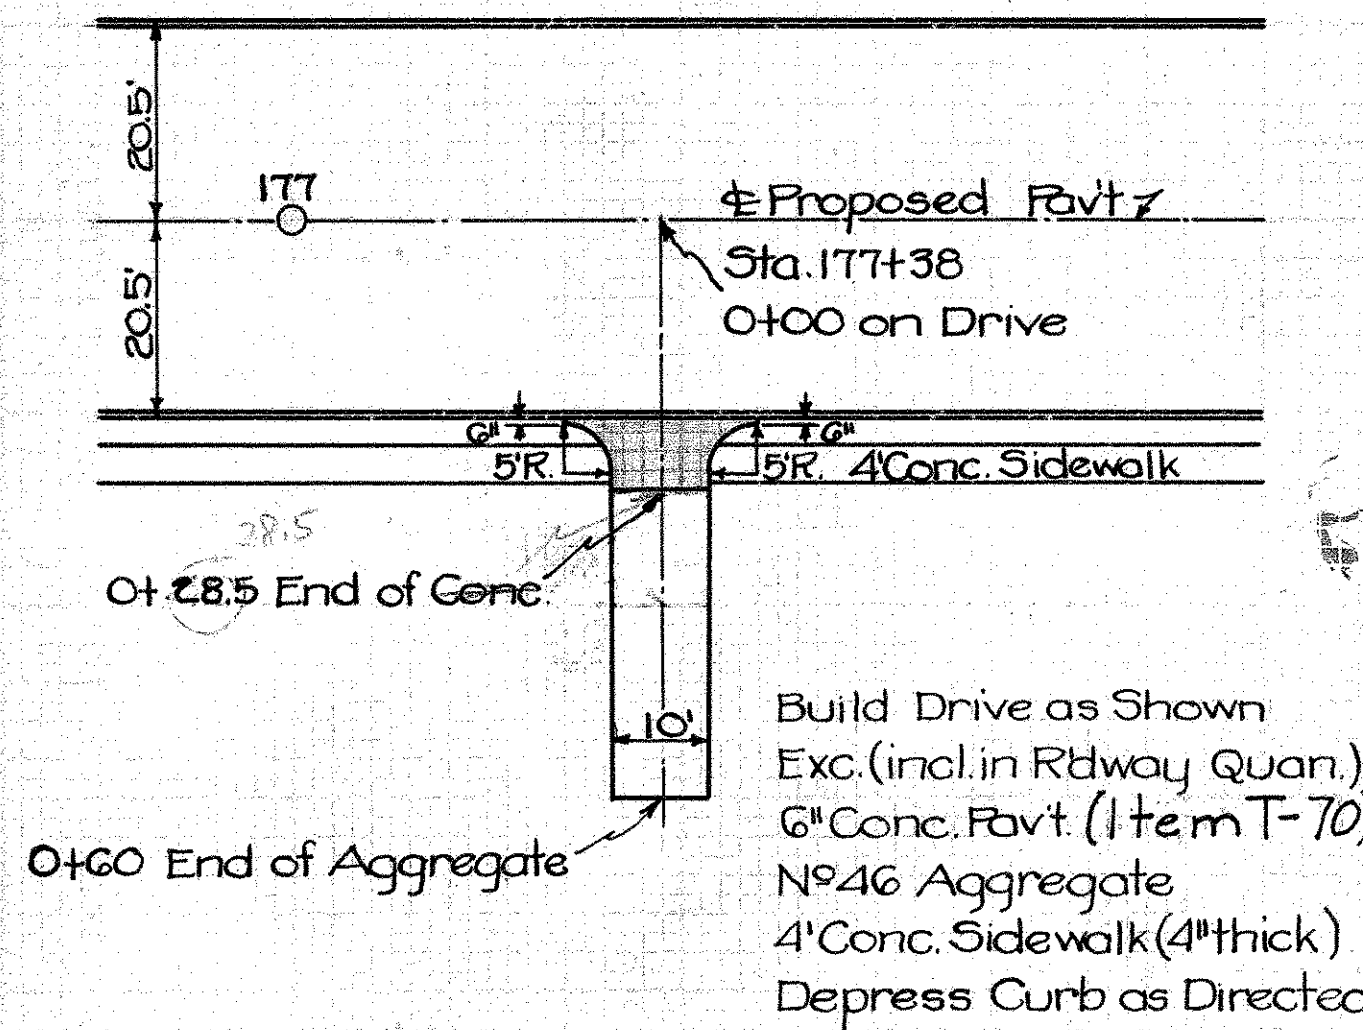 20.5'
177
℄ Proposed Pav't
Sta. 177+38
0+00 on Drive
20.5'
6"
6"
5'R.
5'R.
4'Conc. Sidewalk
28.5
0+28.5 End of Conc.
10'
0+60 End of Aggregate
Build Drive as Shown
Exc. (incl. in R'dway Quan.)
6" Conc. Pav't. (Item T-70)
Nº46 Aggregate
4' Conc. Sidewalk (4" thick)
Depress Curb as Directed